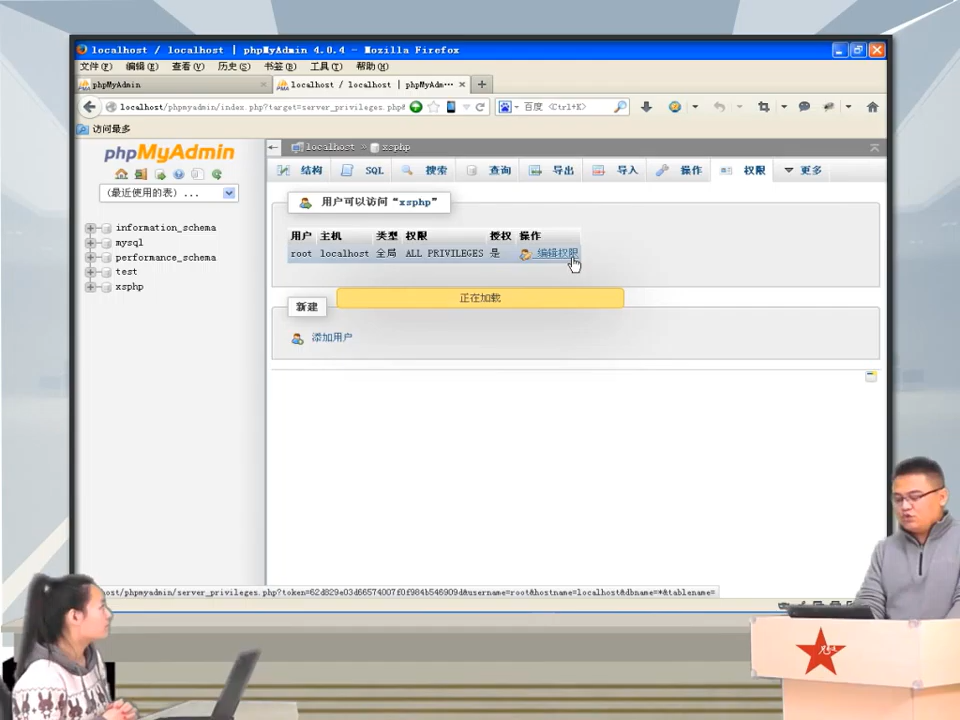 localhost / localhost | phpMyAdmin 4.0.4 - Mozilla Firefox
文件(F) 编辑(E) 查看(V) 历史(S) 书签(B) 工具(T) 帮助(H)
phpMyAdmin localhost / localhost | phpMyAdm···
localhost/phpmyadmin/index.php?target=server_privileges.php& 百度 <Ctrl+K>
访问最多
phpMyAdmin
(最近使用的表) ...
information_schema
mysql
performance_schema
test
xsphp
localhost » xsphp
结构 SQL 搜索 查询 导出 导入 操作 权限 更多
用户可以访问“xsphp”
用户 主机 类型 权限 授权 操作
root localhost 全局 ALL PRIVILEGES 是 编辑权限
正在加载
新建
添加用户
ost/phpmyadmin/server_privileges.php?token=62d829e03d66574007f0f984b546909d&username=root&hostname=localhost&dbname=*&tablename=